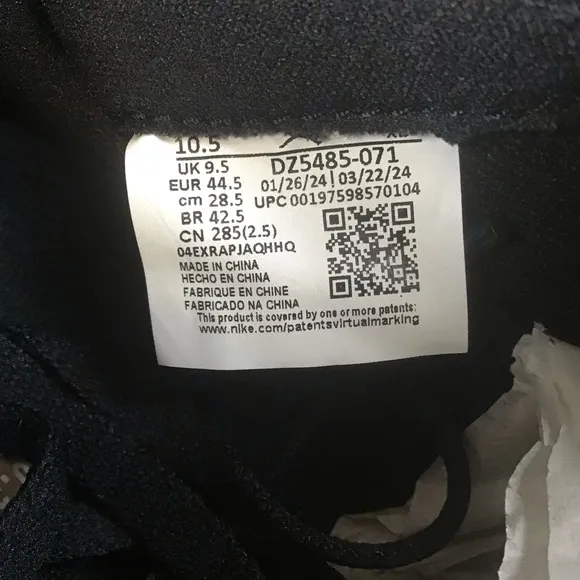 10.5
UK 9.5
EUR 44.5
cm 28.5
BR 42.5
CN 285(2.5)
04EXRAPJAQHHQ
DZ5485-071
01/26/24 | 03/22/24
UPC 00197598570104
MADE IN CHINA
HECHO EN CHINA
FABRIQUE EN CHINE
FABRICADO NA CHINA
This product is covered by one or more patents:
www.nike.com/patentsvirtualmarking